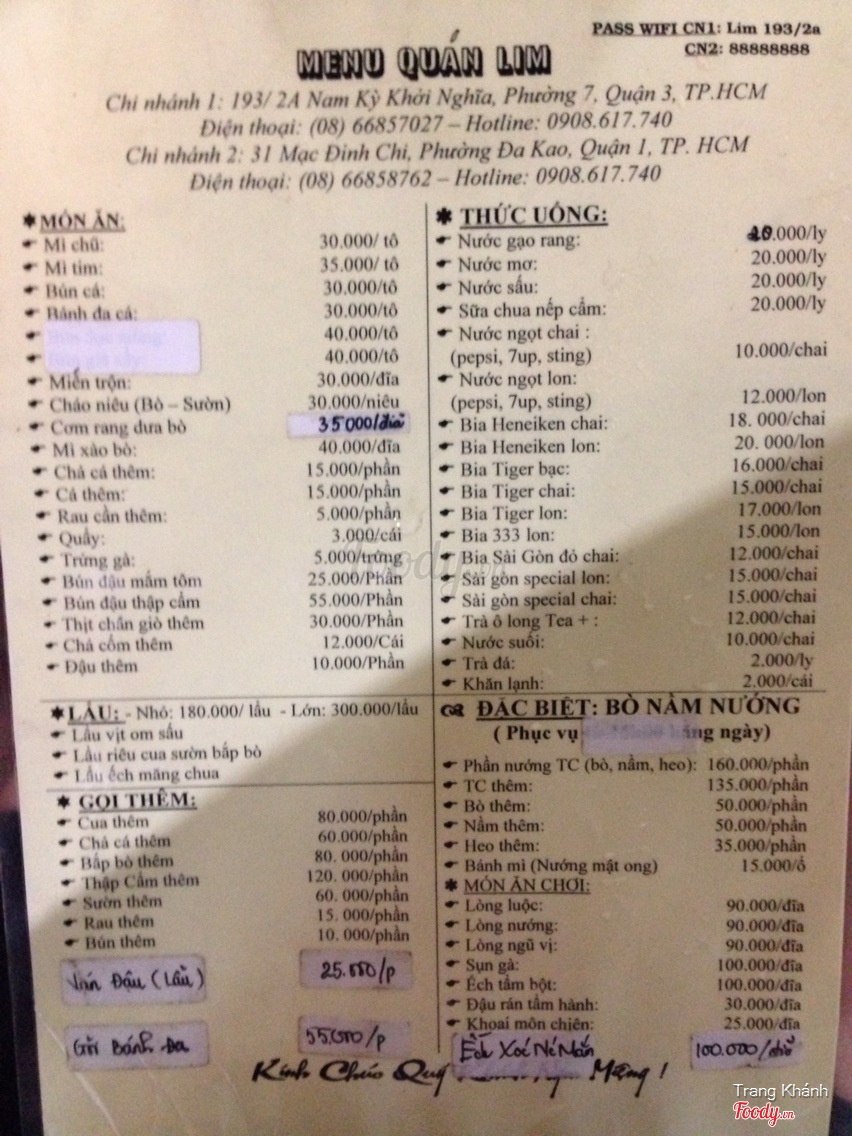 PASS WIFI CN1: Lim 193/2a
CN2: 88888888
MENU QUÁN LIM
Chi nhánh 1: 193/ 2A Nam Kỳ Khởi Nghĩa, Phường 7, Quận 3, TP.HCM
Điện thoại: (08) 66857027 – Hotline: 0908.617.740
Chi nhánh 2: 31 Mạc Đinh Chi, Phường Đa Kao, Quận 1, TP. HCM
Điện thoại: (08) 66858762 – Hotline: 0908.617.740
MÓN ĂN:
Mì chũ: 30.000/ tô
Mì tim: 35.000/ tô
Bún cá: 30.000/ tô
Bánh đa cá: 30.000/ tô
40.000/tô
40.000/tô
Miến trộn: 30.000/đĩa
Cháo niêu (Bò – Sườn) 30.000/niêu
Cơm rang dưa bò 35000/đĩa
Mì xào bò: 40.000/đĩa
Chả cá thêm: 15.000/phần
Cá thêm: 15.000/phần
Rau cần thêm: 5.000/phần
Quẩy: 3.000/cái
Trứng gà: 5.000/trứng
Bún đậu mắm tôm 25.000/Phần
Bún đậu thập cẩm 55.000/Phần
Thịt chân giò thêm 30.000/Phần
Chả cốm thêm 12.000/Cái
Đậu thêm 10.000/Phần
LẨU: - Nhỏ: 180.000/ lẩu - Lớn: 300.000/lẩu
Lẩu vịt om sấu
Lẩu riêu cua sườn bắp bò
Lẩu ếch măng chua
GỌI THÊM:
Cua thêm 80.000/phần
Chả cá thêm 60.000/phần
Bắp bò thêm 80. 000/phần
Thập Cẩm thêm 120. 000/phần
Sườn thêm 60. 000/phần
Rau thêm 15. 000/phần
Bún thêm 10. 000/phần
Ván Đậu (Lẩu) 25.000/p
Gỏi Bánh Đa 55.000/p
THỨC UỐNG:
Nước gạo rang: 20.000/ly
Nước mơ: 20.000/ly
Nước sấu: 20.000/ly
Sữa chua nếp cẩm: 20.000/ly
Nước ngọt chai :
(pepsi, 7up, sting) 10.000/chai
Nước ngọt lon:
(pepsi, 7up, sting) 12.000/lon
Bia Heneiken chai: 18. 000/chai
Bia Heneiken lon: 20. 000/lon
Bia Tiger bạc: 16.000/chai
Bia Tiger chai: 15.000/chai
Bia Tiger lon: 17.000/lon
Bia 333 lon: 15.000/lon
Bia Sài Gòn đỏ chai: 12.000/chai
Sài gòn special lon: 15.000/chai
Sài gòn special chai: 15.000/chai
Trà ô long Tea + : 12.000/chai
Nước suối: 10.000/chai
Trà đá: 2.000/ly
Khăn lạnh: 2.000/cái
ĐẶC BIỆT: BÒ NẦM NƯỚNG
( Phục vụ hằng ngày)
Phần nướng TC (bò, nầm, heo): 160.000/phần
TC thêm: 135.000/phần
Bò thêm: 50.000/phần
Nầm thêm: 50.000/phần
Heo thêm: 35.000/phần
Bánh mì (Nướng mật ong) 15.000/ổ
MÓN ĂN CHƠI:
Lòng luộc: 90.000/đĩa
Lòng nướng: 90.000/đĩa
Lòng ngũ vị: 90.000/đĩa
Sụn gà: 100.000/đĩa
Ếch tẩm bột: 100.000/đĩa
Đậu rán tẩm hành: 30.000/đĩa
Khoai môn chiên: 25.000/đĩa
Ếch Xốc 100.000/đĩa
Kính Chúc Quý Miệng !
Trang Khánh
Foody.vn